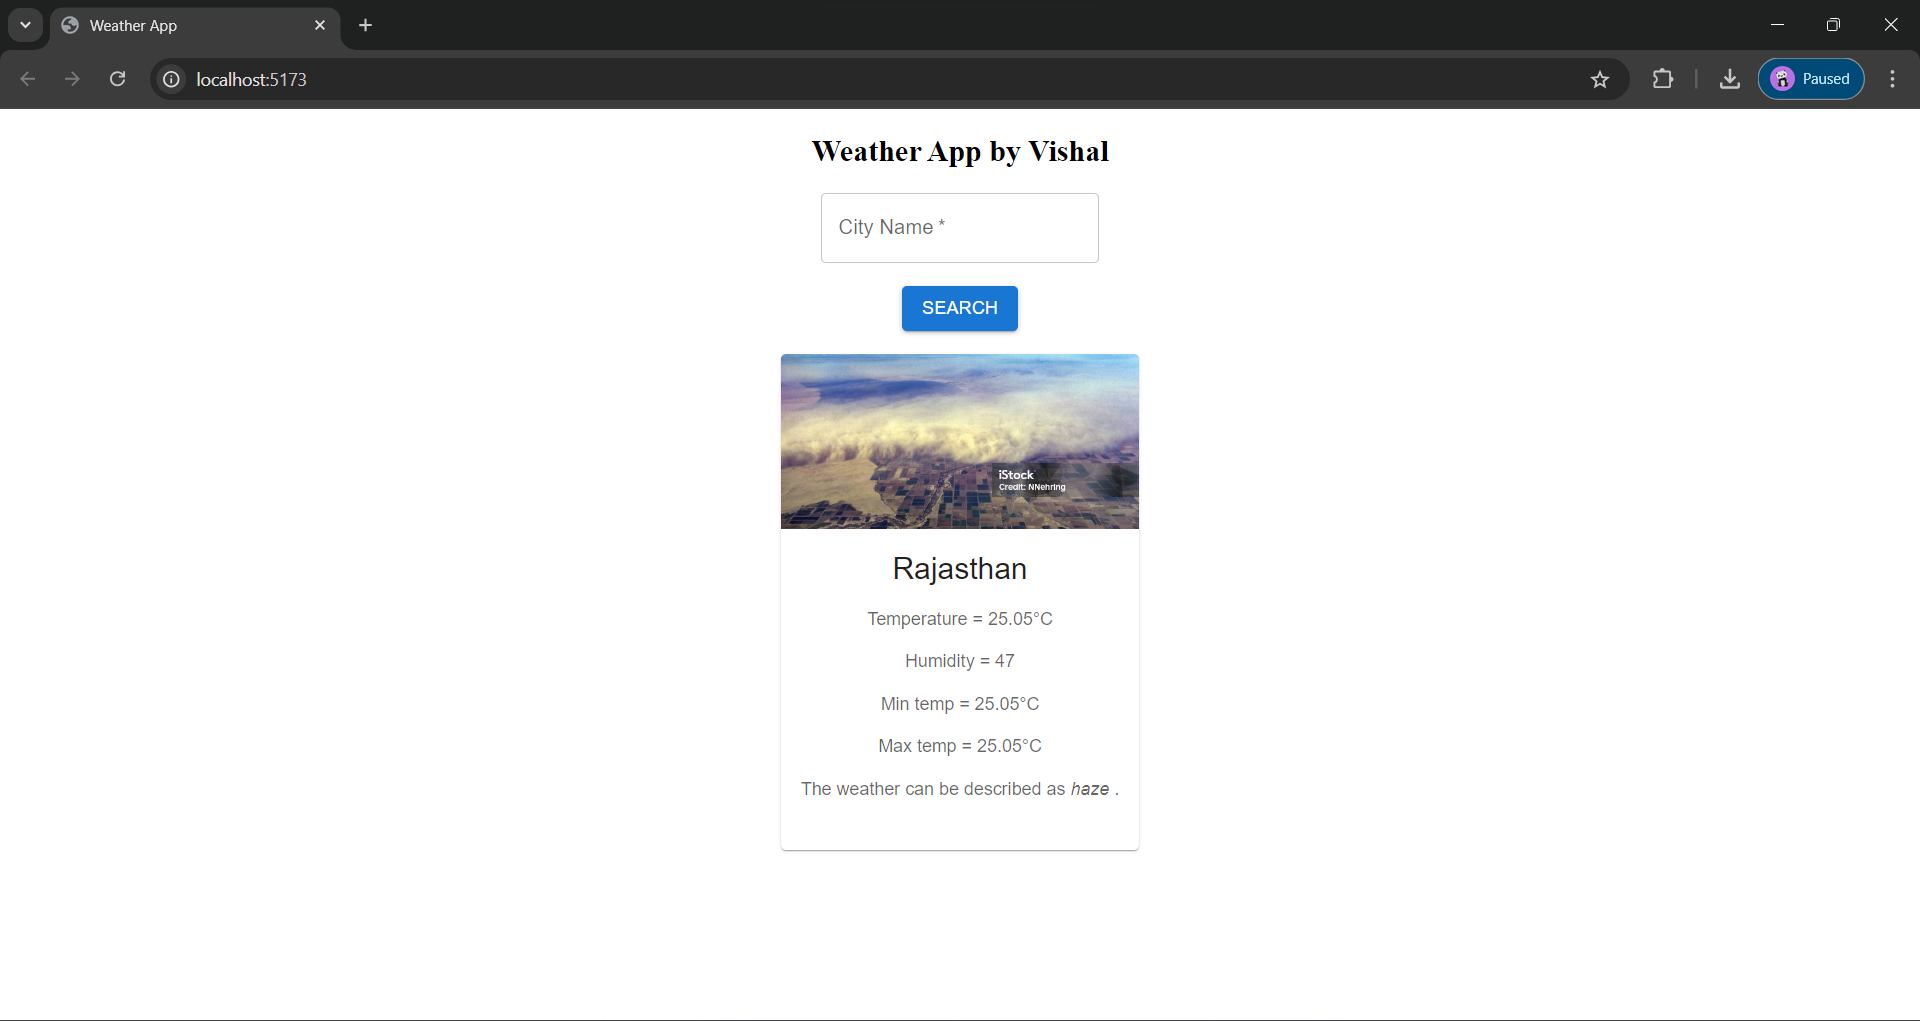 Weather App
localhost:5173
Paused
Weather App by Vishal
City Name *
SEARCH
iStock
Credit: NNehring
Rajasthan
Temperature = 25.05°C
Humidity = 47
Min temp = 25.05°C
Max temp = 25.05°C
The weather can be described as haze .